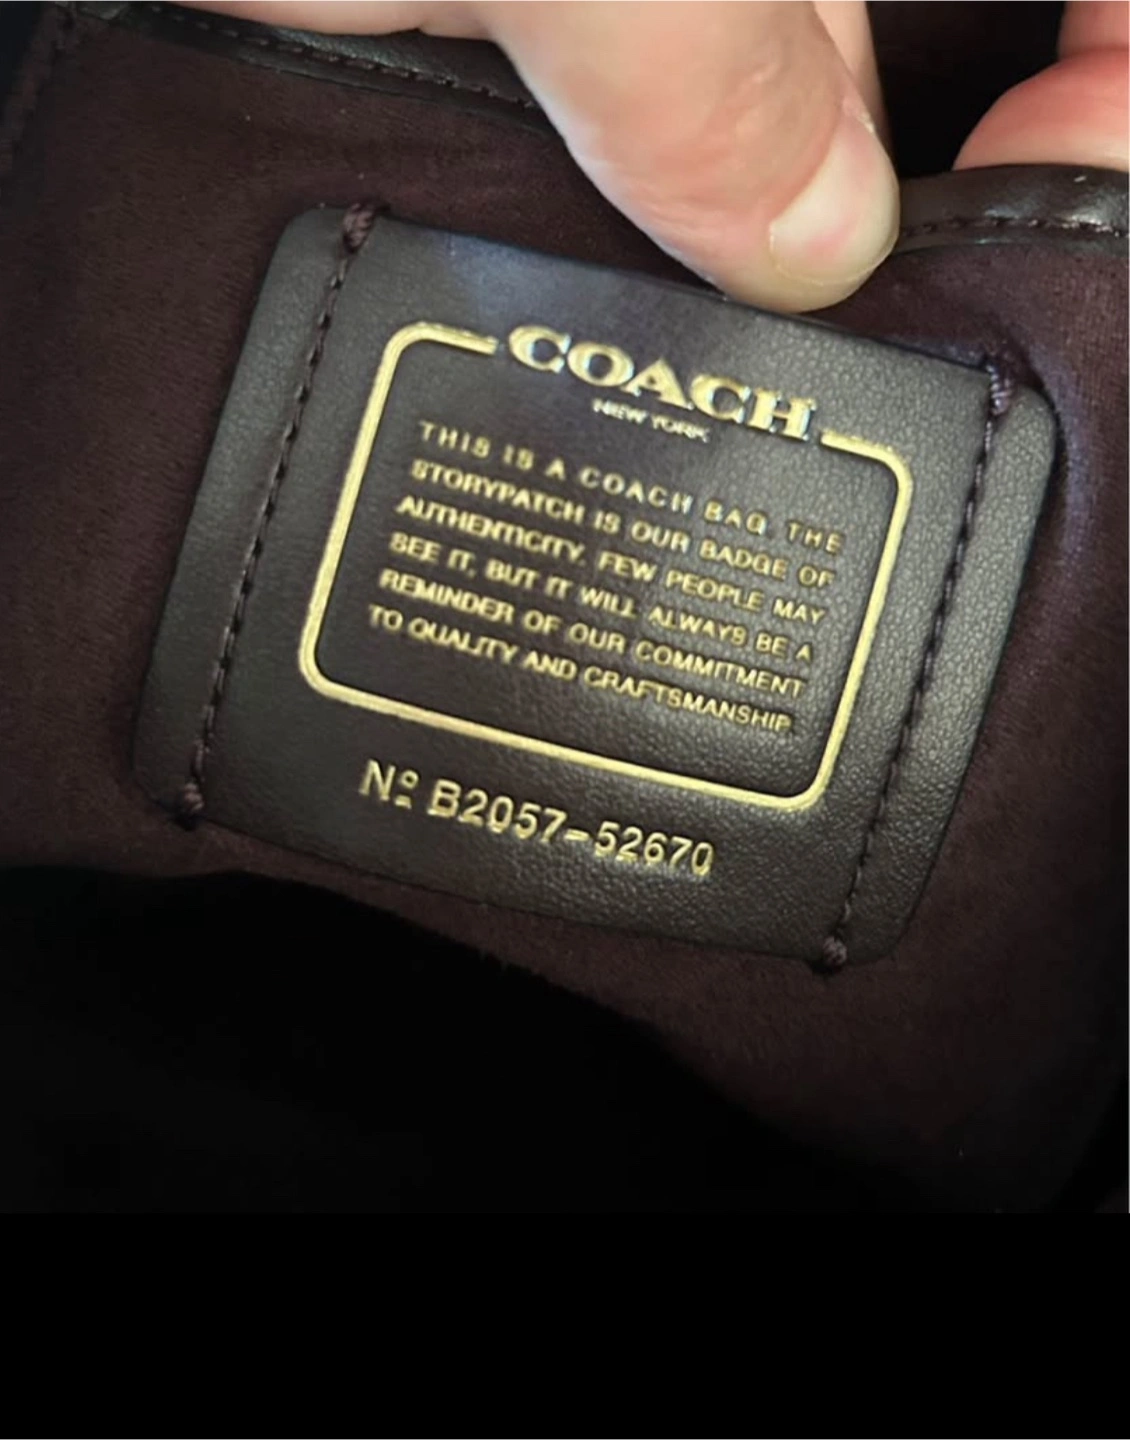 COACH
NEW YORK
THIS IS A COACH BAG. THE
STORYPATCH IS OUR BADGE OF
AUTHENTICITY. FEW PEOPLE MAY
SEE IT, BUT IT WILL ALWAYS BE A
REMINDER OF OUR COMMITMENT
TO QUALITY AND CRAFTSMANSHIP.
Nº B2057-52670